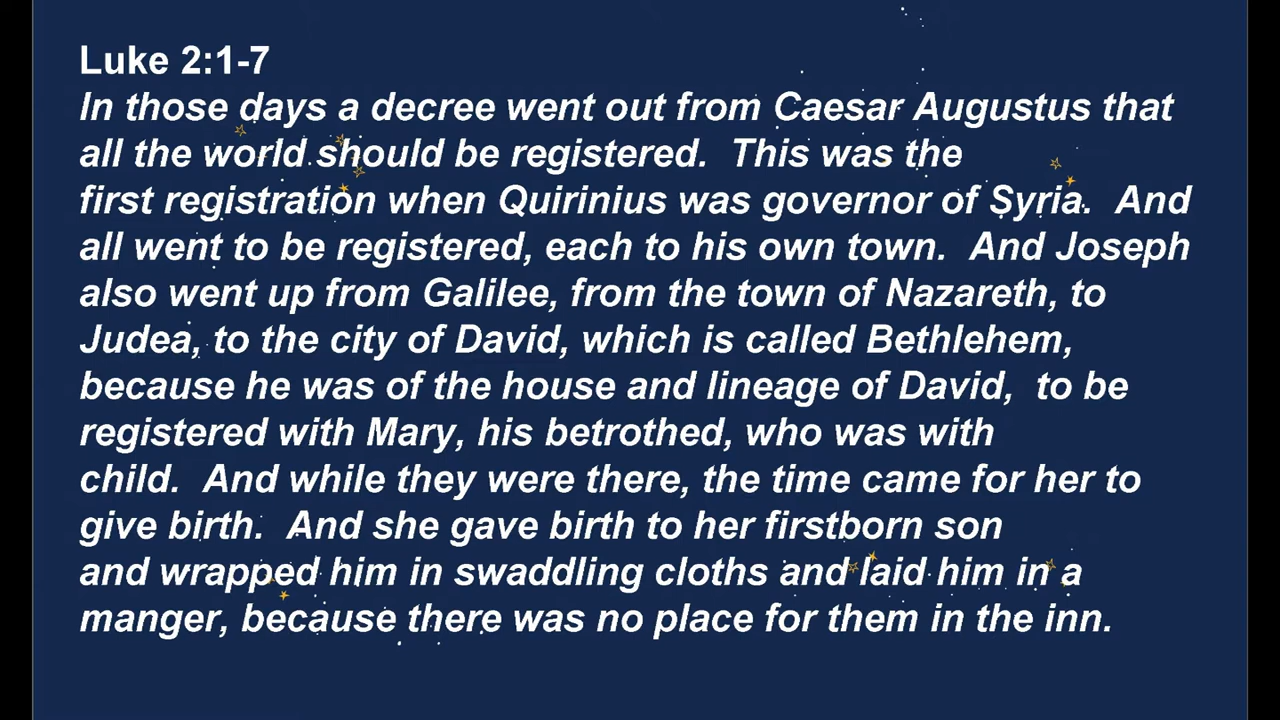 Luke 2:1-7
In those days a decree went out from Caesar Augustus that
all the world should be registered.  This was the
first registration when Quirinius was governor of Syria.  And
all went to be registered, each to his own town.  And Joseph
also went up from Galilee, from the town of Nazareth, to
Judea, to the city of David, which is called Bethlehem,
because he was of the house and lineage of David,  to be
registered with Mary, his betrothed, who was with
child.  And while they were there, the time came for her to
give birth.  And she gave birth to her firstborn son
and wrapped him in swaddling cloths and laid him in a
manger, because there was no place for them in the inn.